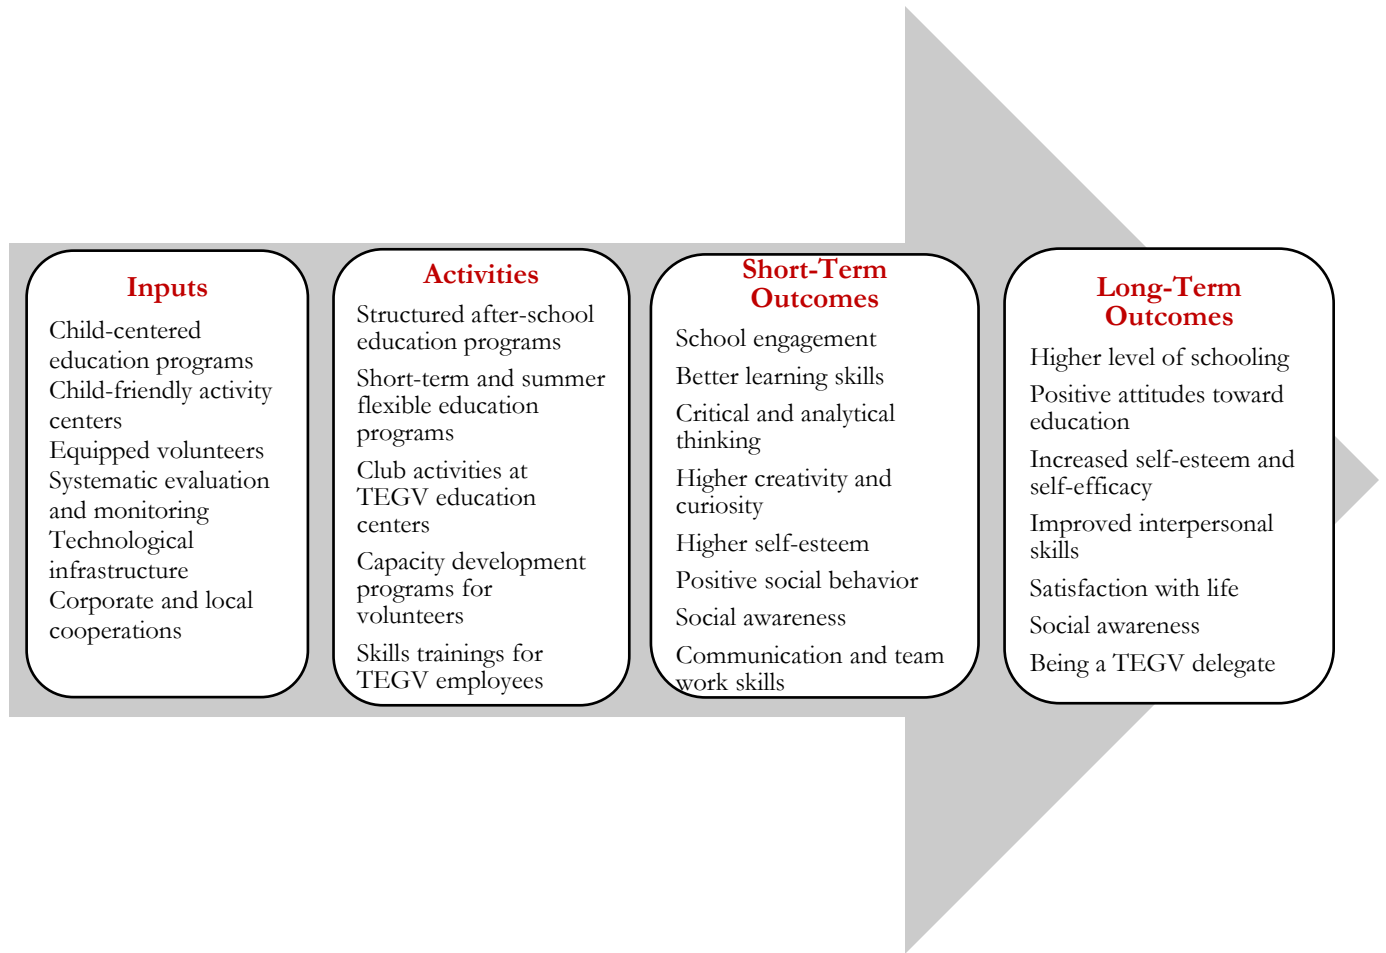 Inputs
Child-centered
education programs
Child-friendly activity
centers
Equipped volunteers
Systematic evaluation
and monitoring
Technological
infrastructure
Corporate and local
cooperations
Activities
Structured after-school
education programs
Short-term and summer
flexible education
programs
Club activities at
TEGV education
centers
Capacity development
programs for
volunteers
Skills trainings for
TEGV employees
Short-Term
Outcomes
School engagement
Better learning skills
Critical and analytical
thinking
Higher creativity and
curiosity
Higher self-esteem
Positive social behavior
Social awareness
Communication and team
work skills
Long-Term
Outcomes
Higher level of schooling
Positive attitudes toward
education
Increased self-esteem and
self-efficacy
Improved interpersonal
skills
Satisfaction with life
Social awareness
Being a TEGV delegate